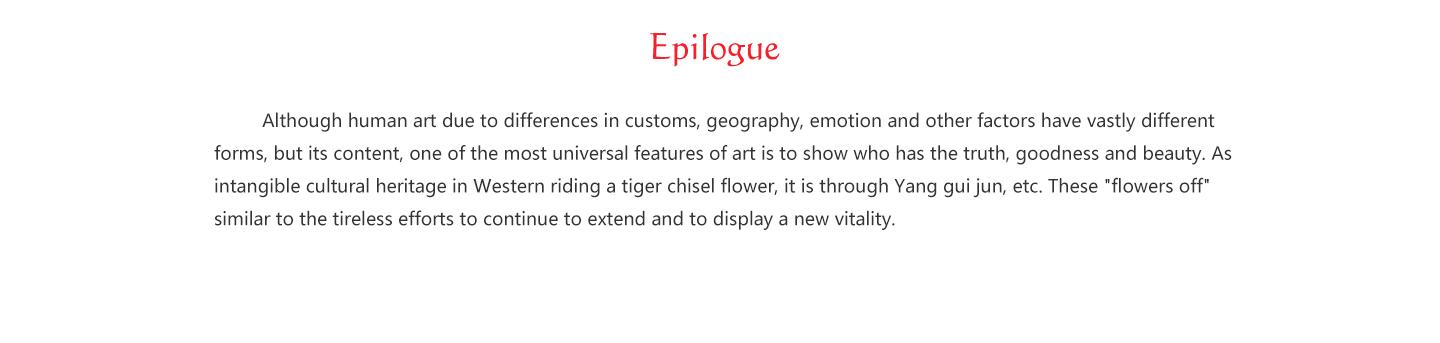 Epilogue
Although human art due to differences in customs, geography, emotion and other factors have vastly different
forms, but its content, one of the most universal features of art is to show who has the truth, goodness and beauty. As
intangible cultural heritage in Western riding a tiger chisel flower, it is through Yang gui jun, etc. These "flowers off"
similar to the tireless efforts to continue to extend and to display a new vitality.